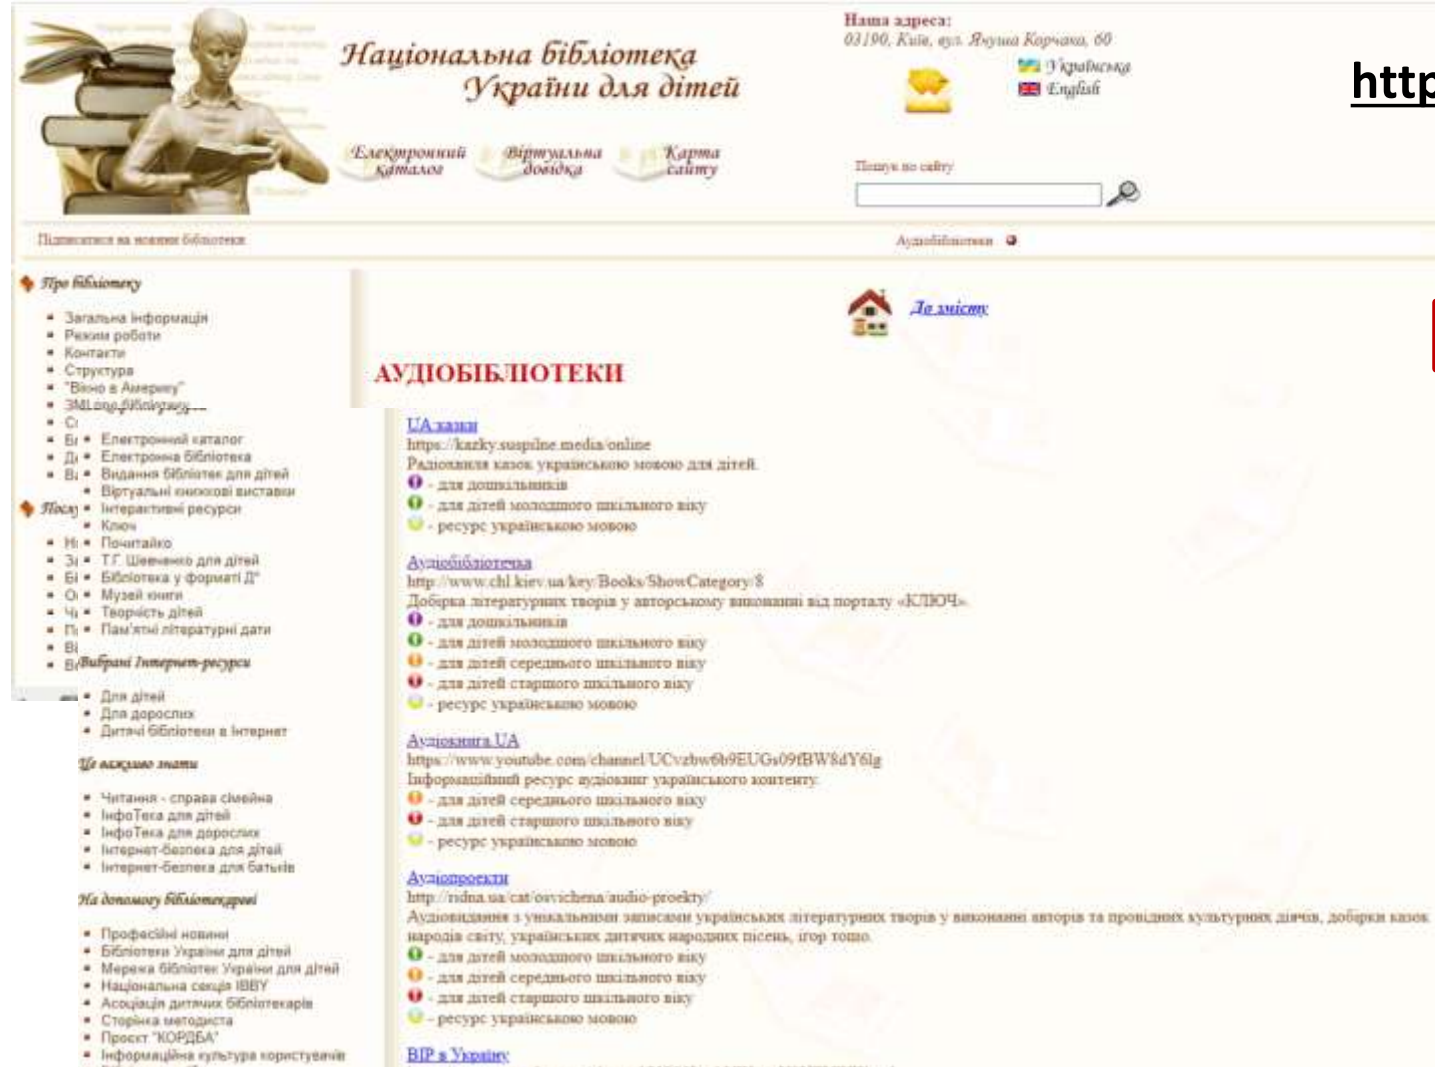 Національна бібліотека
України для дітей
Наша адреса:
03190, Київ, вул. Януша Корчака, 60
Українська
English
http
Електронний каталог
Віртуальна довідка
Карта сайту
Пошук по сайту
Підписатися на новини бібліотеки
Аудіобібліотеки
До змісту
Про бібліотеку
Загальна інформація
Режим роботи
Контакти
Структура
"Вікно в Америку"
Електронний каталог
Електронна бібліотека
Видання бібліотек для дітей
Віртуальні книжкові виставки
Інтерактивні ресурси
Ключ
Почитайко
Т.Г. Шевченко для дітей
Бібліотека у форматі Д°
Музей книги
Творчість дітей
Пам'ятні літературні дати
Вибрані Інтернет-ресурси
Для дітей
Для дорослих
Дитячі бібліотеки в Інтернет
Це важливо знати
Читання - справа сімейна
ІнфоТека для дітей
ІнфоТека для дорослих
Інтернет-безпека для дітей
Інтернет-безпека для батьків
На допомогу бібліотекареві
Професійні новини
Бібліотеки України для дітей
Мережа бібліотек України для дітей
Національна секція IBBY
Асоціація дитячих бібліотекарів
Сторінка методиста
Проєкт "КОРДБА"
Інформаційна культура користувачів
АУДІОБІБЛІОТЕКИ
UA казки
https://kazky.suspilne.media/online
Радіохвиля казок українською мовою для дітей.
- для дошкільників
- для дітей молодшого шкільного віку
- ресурс українською мовою
Аудіобібліотечка
http://www.chl.kiev.ua/key/Books/ShowCategory/8
Добірка літературних творів у авторському виконанні від порталу «КЛЮЧ».
- для дошкільників
- для дітей молодшого шкільного віку
- для дітей середнього шкільного віку
- для дітей старшого шкільного віку
- ресурс українською мовою
Аудіокнига UA
https://www.youtube.com/channel/UCvzbw6b9EUGs09fBW8dY6lg
Інформаційний ресурс аудіокниг українського контенту.
- для дітей середнього шкільного віку
- для дітей старшого шкільного віку
- ресурс українською мовою
Аудіопроекти
http://ridna.ua/cat/osvichena/audio-proekty/
Аудіовидання з унікальними записами українських літературних творів у виконанні авторів та провідних культурних діячів, добірки казок
народів світу, українських дитячих народних пісень, ігор тощо.
- для дітей молодшого шкільного віку
- для дітей середнього шкільного віку
- для дітей старшого шкільного віку
- ресурс українською мовою
ВІР в Україну